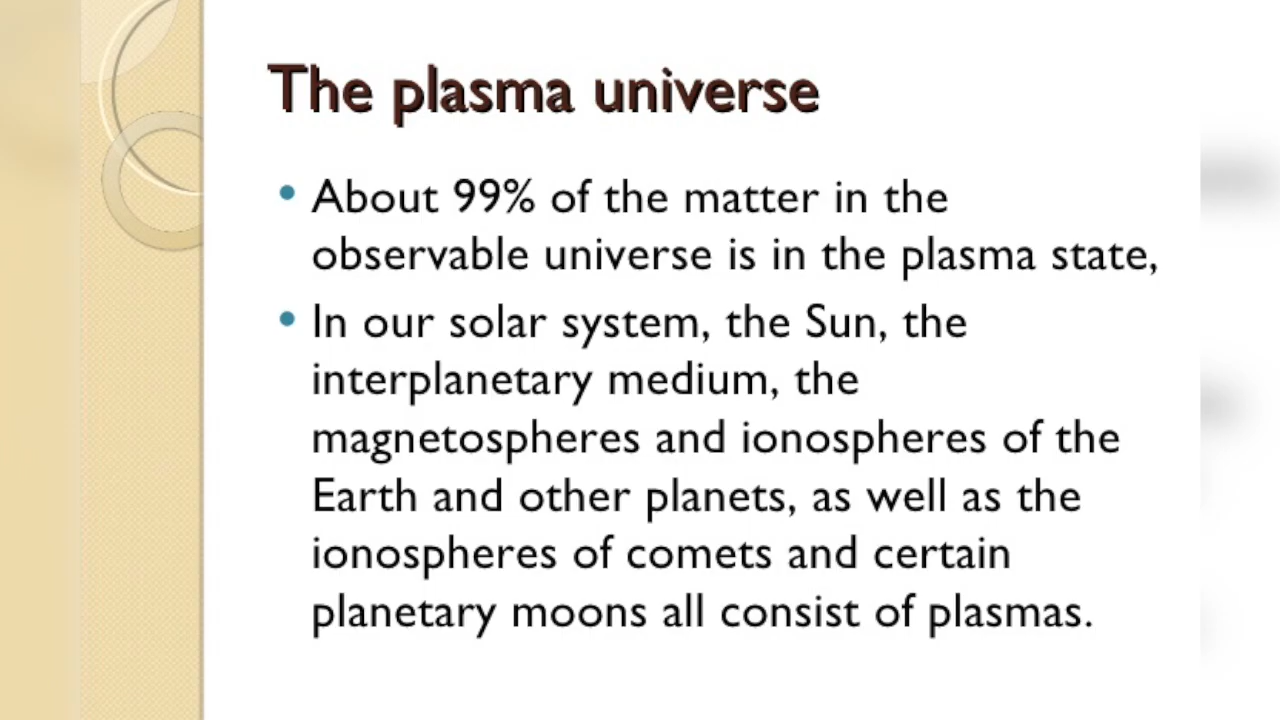 The plasma universe
• About 99% of the matter in the
observable universe is in the plasma state,
• In our solar system, the Sun, the
interplanetary medium, the
magnetospheres and ionospheres of the
Earth and other planets, as well as the
ionospheres of comets and certain
planetary moons all consist of plasmas.